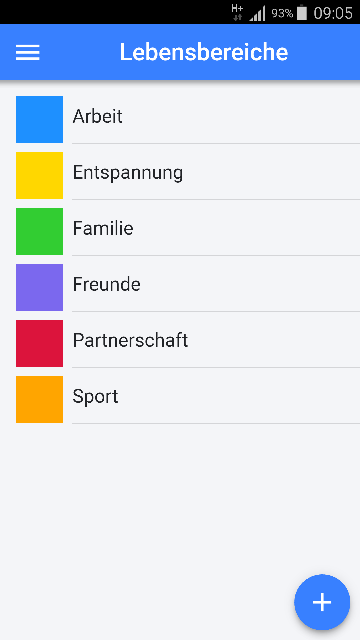 H+ 93% 09:05
Lebensbereiche
Arbeit
Entspannung
Familie
Freunde
Partnerschaft
Sport
+